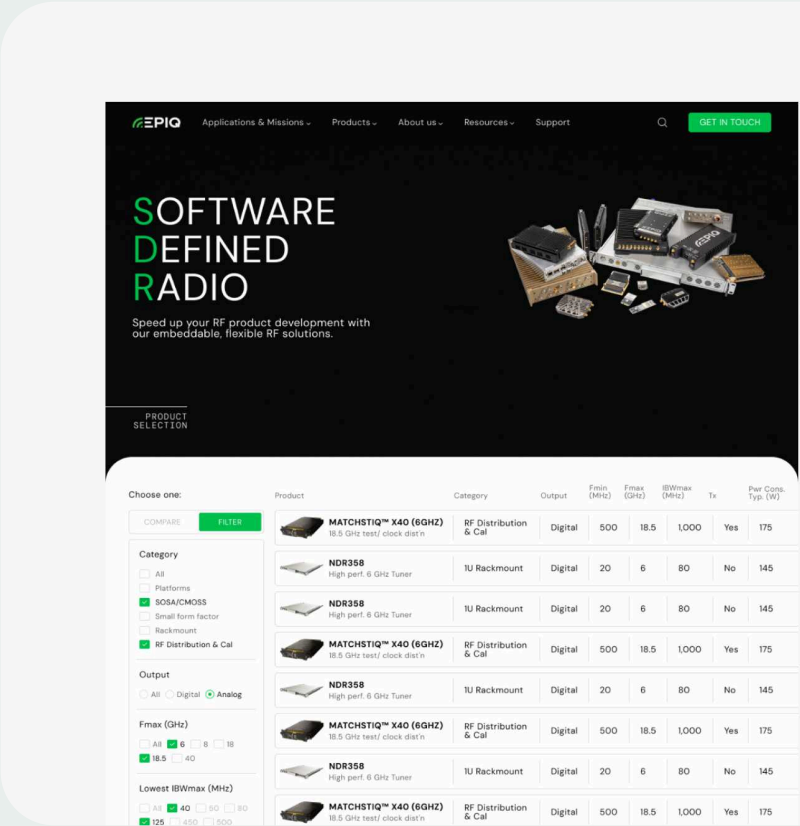 EPIQ
Applications & Missions
Products
About us
Resources
Support
GET IN TOUCH
SOFTWARE
DEFINED
RADIO
EPIQ
Speed up your RF product development with
our embeddable, flexible RF solutions.
PRODUCT
SELECTION
Choose one:
COMPARE
FILTER
Category
All
Platforms
SOSA/CMOSS
Small form factor
Rackmount
RF Distribution & Cal
Output
All
Digital
Analog
Fmax (GHz)
All
6
8
18
18.5
40
Lowest IBWmax (MHz)
All
40
50
80
125
450
500
Product
Category
Output
Fmin
(MHz)
Fmax
(GHz)
IBWmax
(MHz)
Tx
Pwr Cons.
Typ. (W)
MATCHSTIQ™ X40 (6GHZ)
18.5 GHz test/ clock dist'n
RF Distribution
& Cal
Digital
500
18.5
1,000
Yes
175
NDR358
High perf. 6 GHz Tuner
1U Rackmount
Digital
20
6
80
No
145
NDR358
High perf. 6 GHz Tuner
1U Rackmount
Digital
20
6
80
No
145
MATCHSTIQ™ X40 (6GHZ)
18.5 GHz test/ clock dist'n
RF Distribution
& Cal
Digital
500
18.5
1,000
Yes
175
NDR358
High perf. 6 GHz Tuner
1U Rackmount
Digital
20
6
80
No
145
MATCHSTIQ™ X40 (6GHZ)
18.5 GHz test/ clock dist'n
RF Distribution
& Cal
Digital
500
18.5
1,000
Yes
175
NDR358
High perf. 6 GHz Tuner
1U Rackmount
Digital
20
6
80
No
145
MATCHSTIQ™ X40 (6GHZ)
18.5 GHz test/ clock dist'n
RF Distribution
& Cal
Digital
500
18.5
1,000
Yes
175